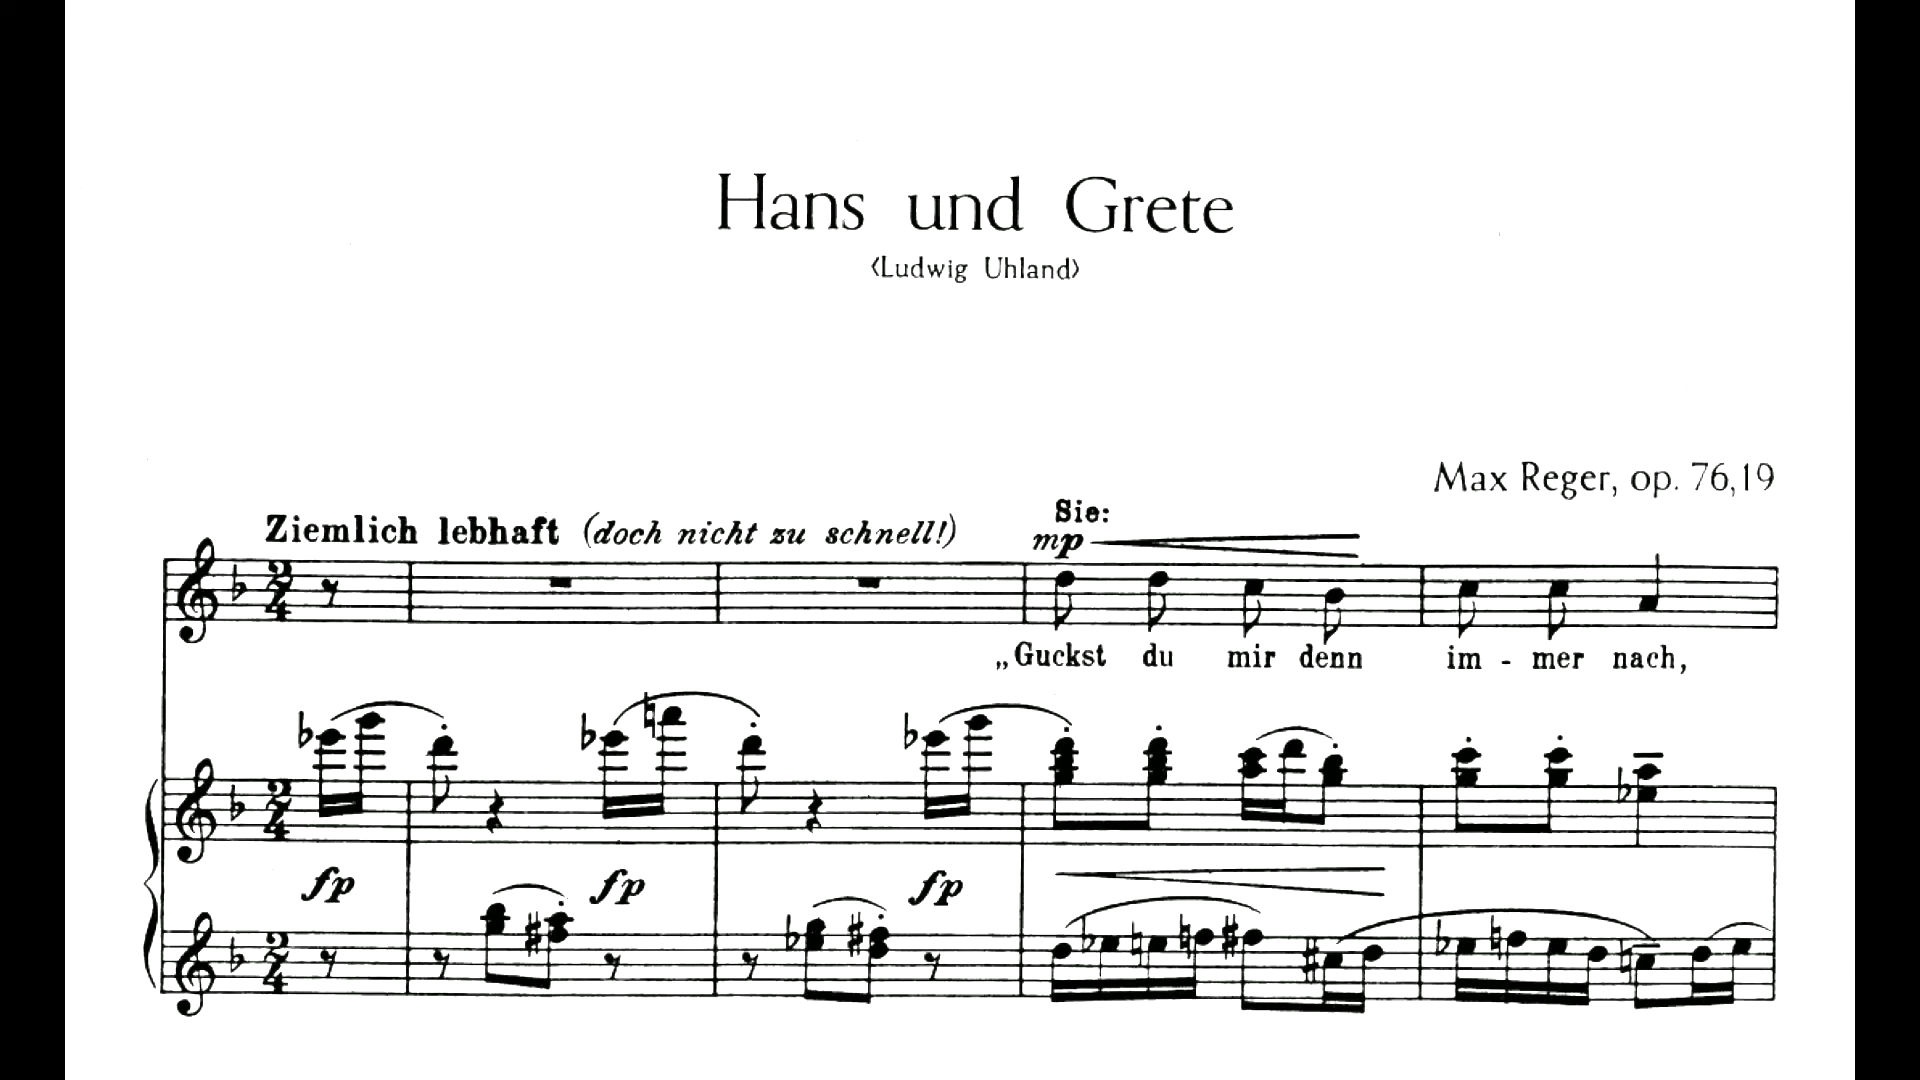 Hans und Grete
<Ludwig Uhland>
Max Reger, op. 76,19
Sie:
Ziemlich lebhaft (doch nicht zu schnell!)
mp
„Guckst du mir denn im - mer nach,
fp fp fp